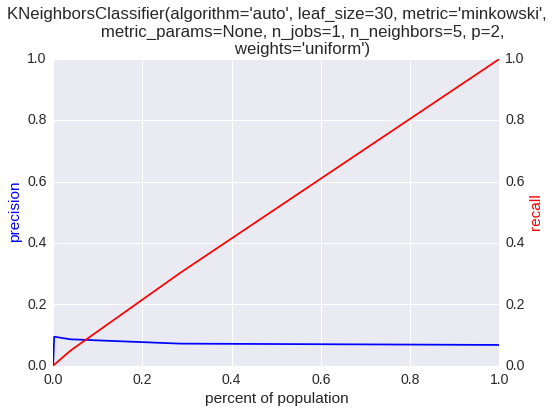 KNeighborsClassifier(algorithm='auto', leaf_size=30, metric='minkowski',
metric_params=None, n_jobs=1, n_neighbors=5, p=2,
weights='uniform')
1.0
0.8
0.6
0.4
0.2
0.0
precision
1.0
0.8
0.6
0.4
0.2
0.0
recall
0.0 0.2 0.4 0.6 0.8 1.0
percent of population